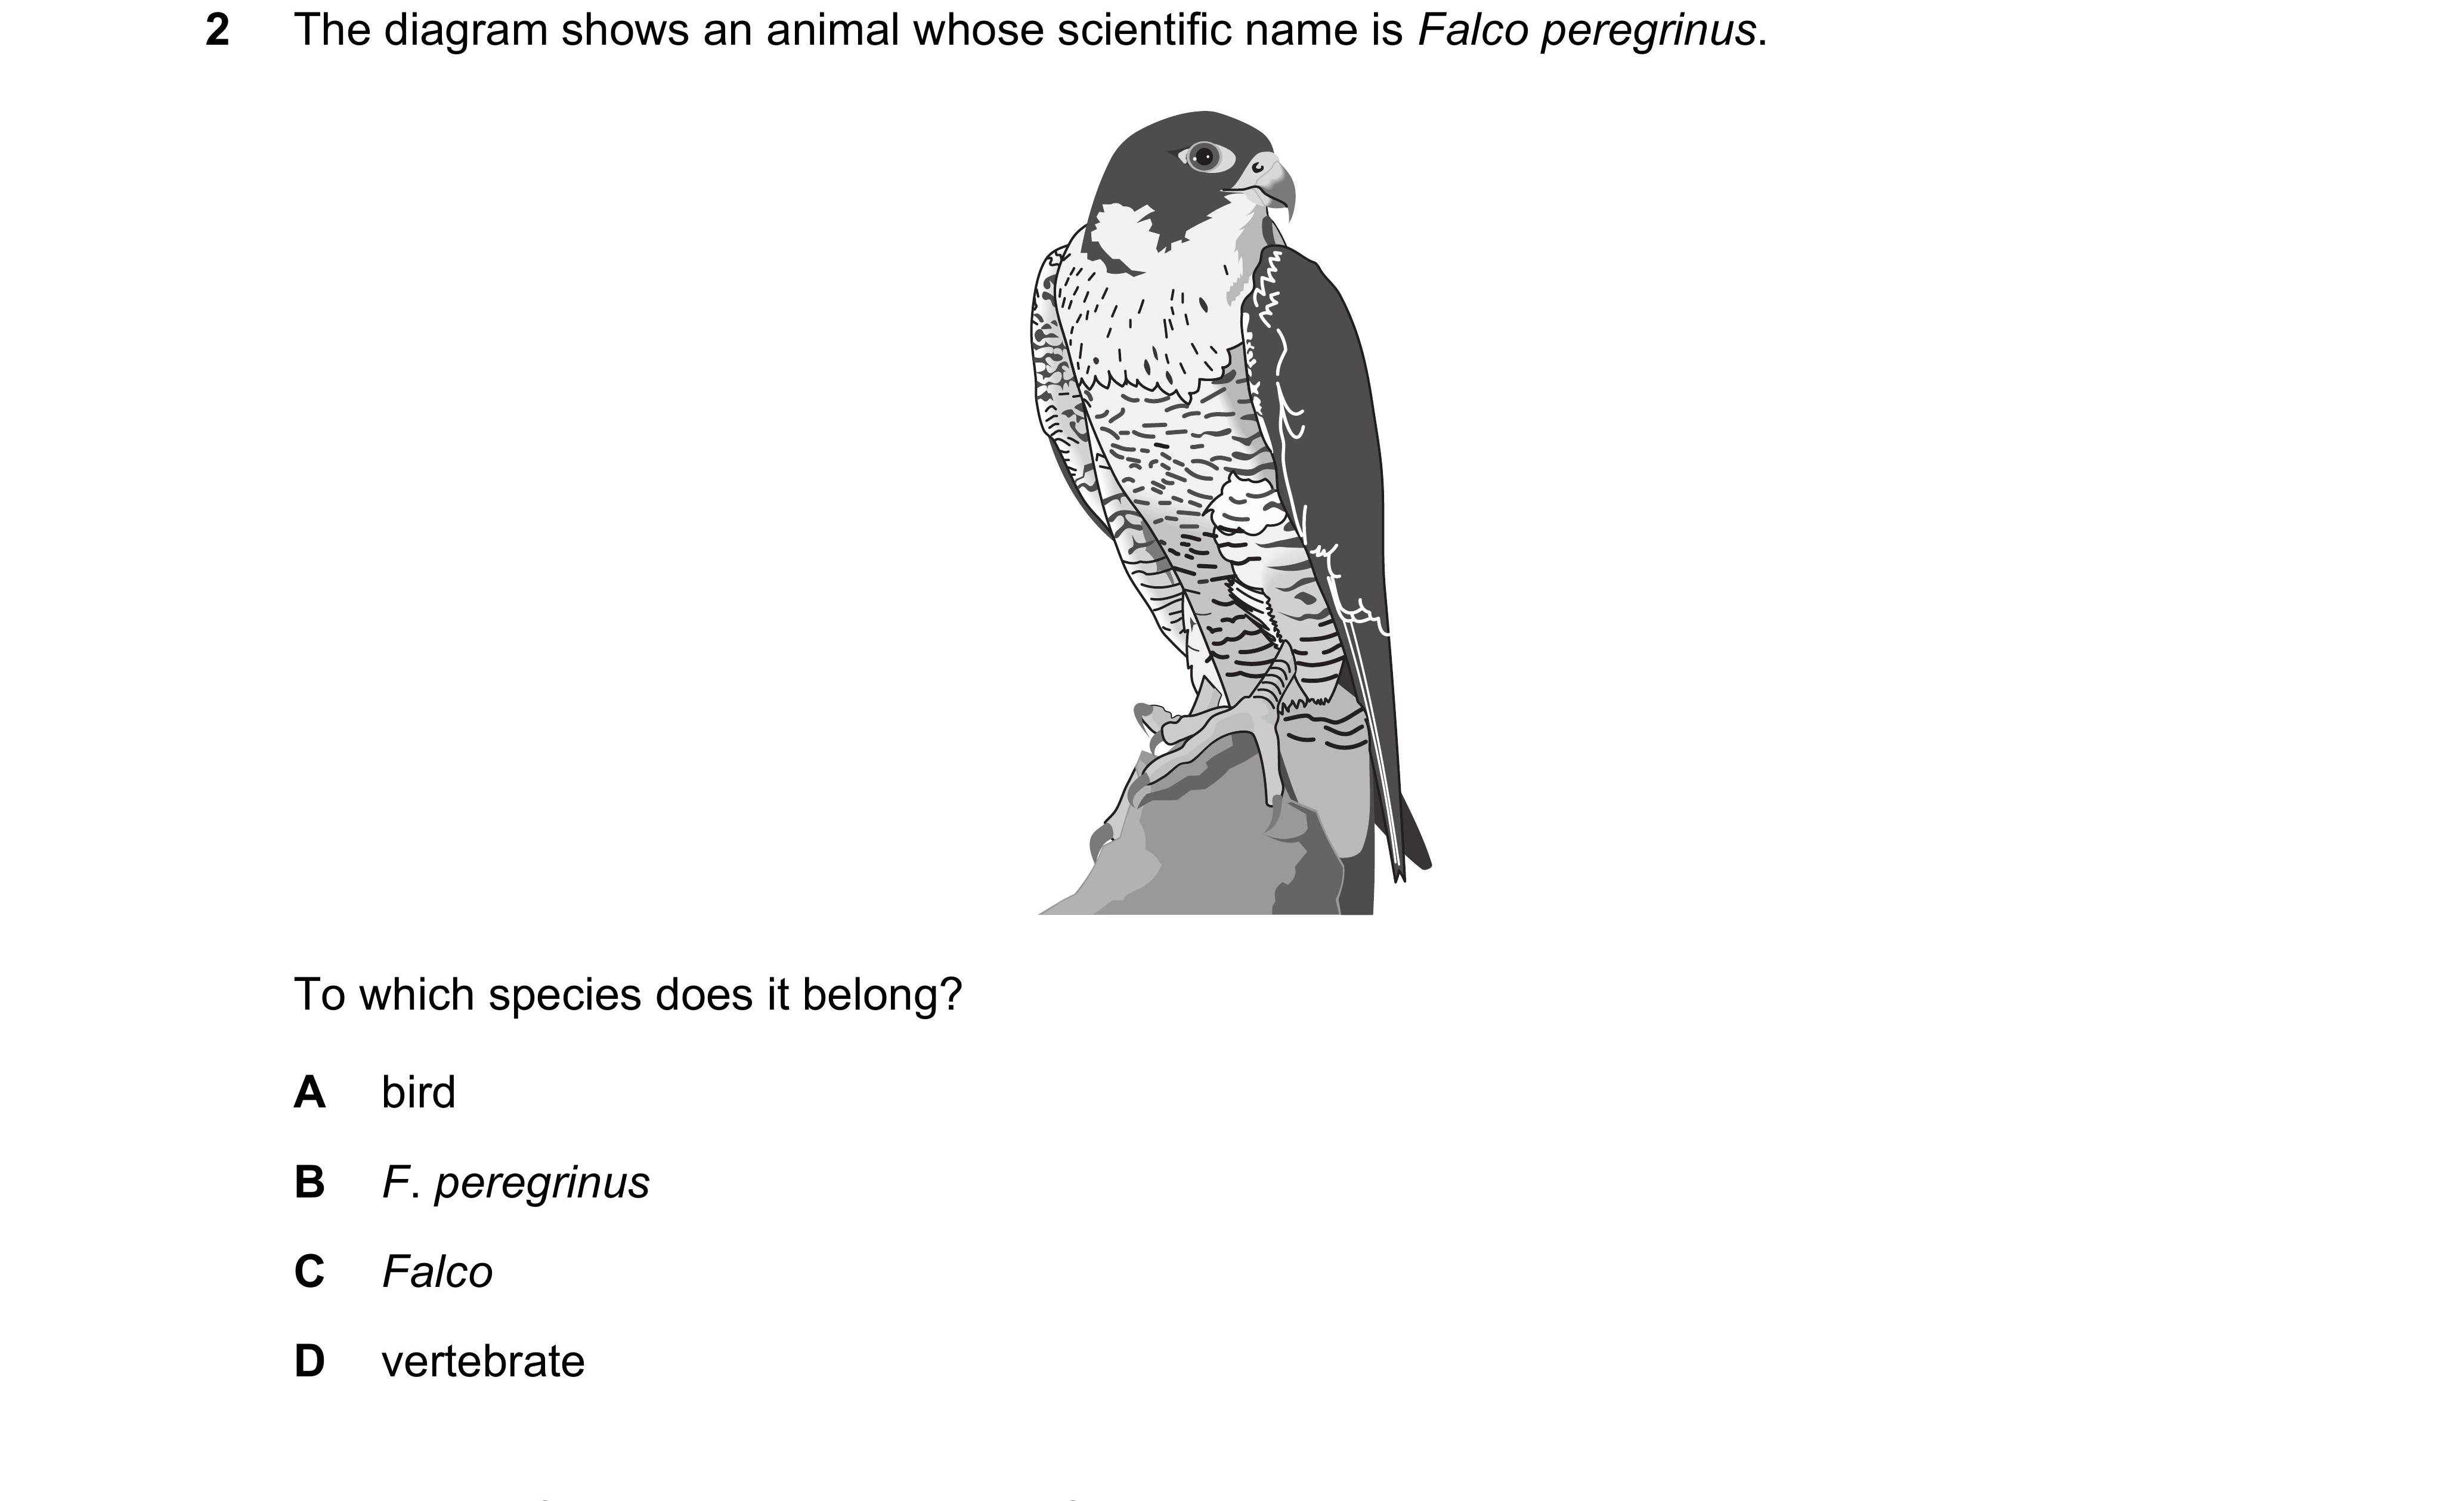 2 The diagram shows an animal whose scientific name is Falco peregrinus.
To which species does it belong?
A bird
B F. peregrinus
C Falco
D vertebrate